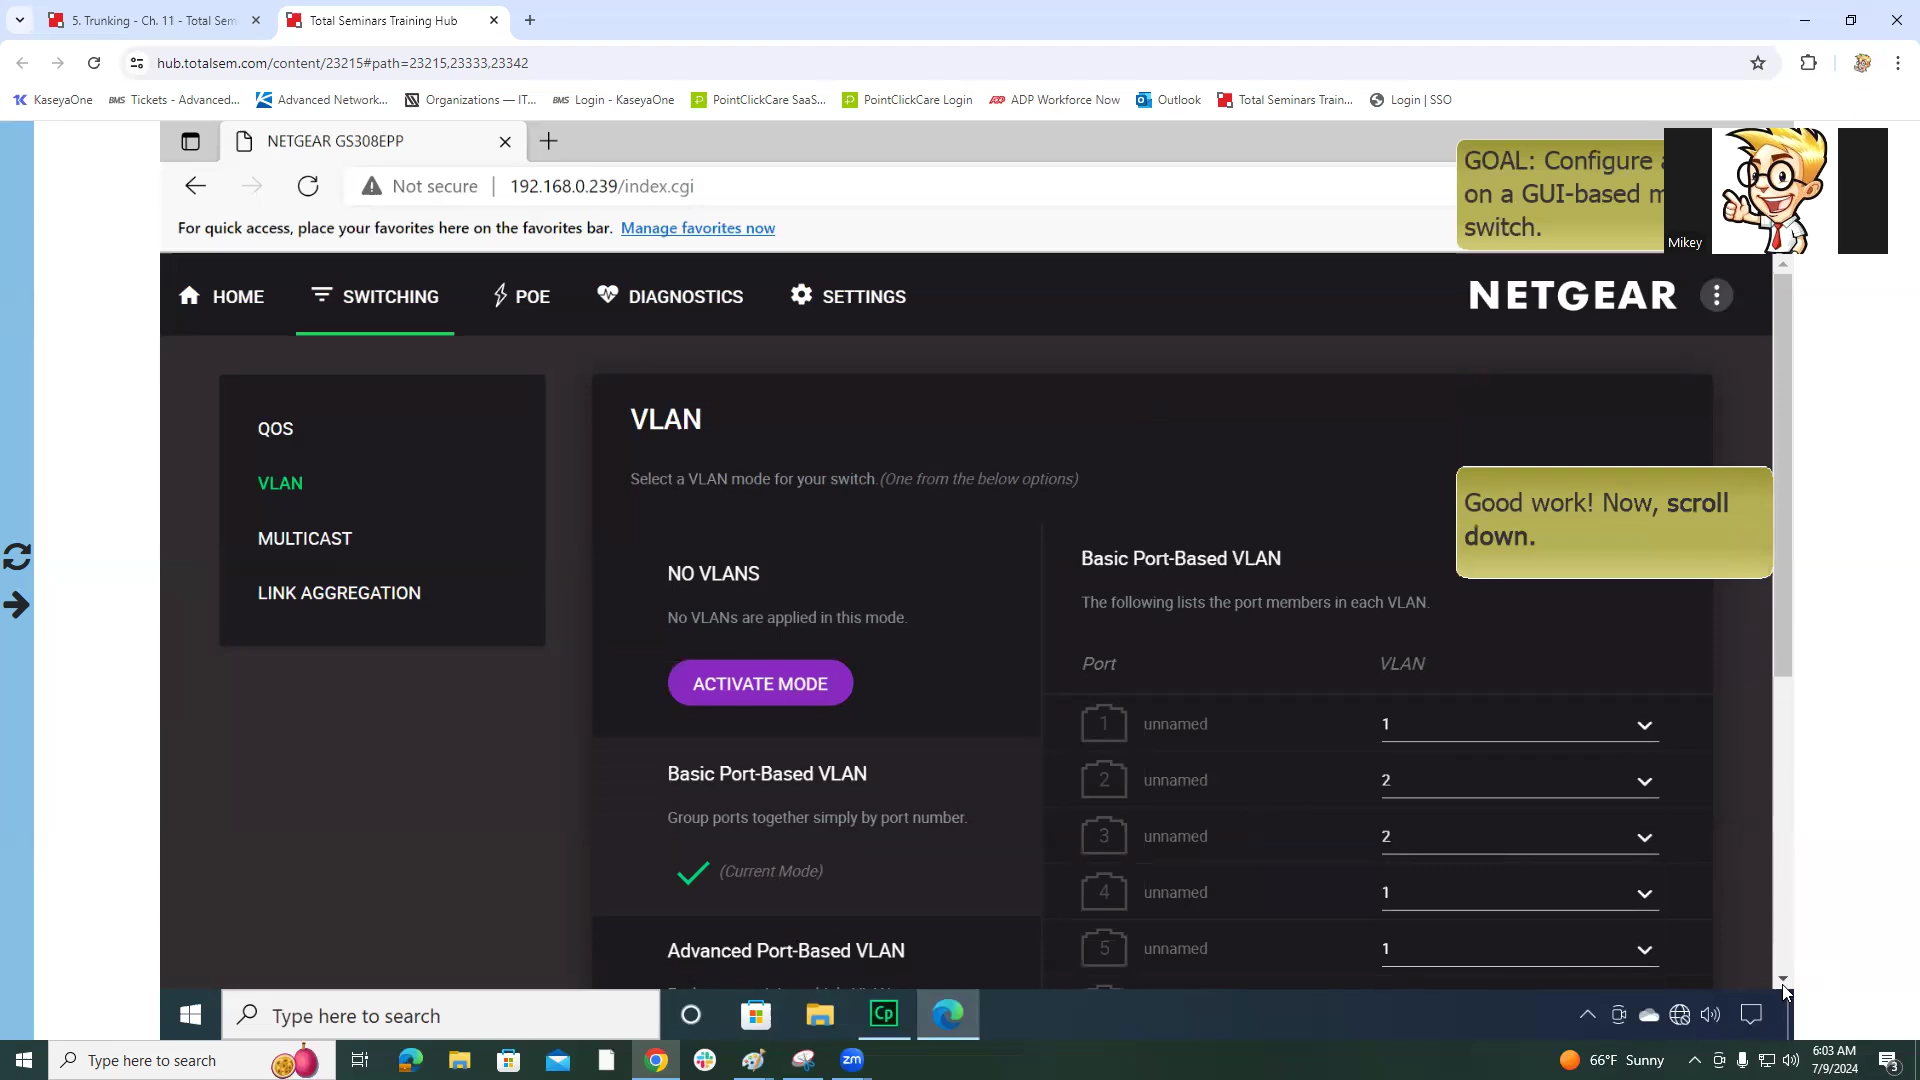 5. Trunking - Ch. 11 - Total Sem
Total Seminars Training Hub
hub.totalsem.com/content/23215#path=23215,23333,23342
KaseyaOne
BMS Tickets - Advanced...
Advanced Network...
Organizations — IT...
BMS Login - KaseyaOne
PointClickCare SaaS...
PointClickCare Login
ADP Workforce Now
Outlook
Total Seminars Train...
Login | SSO
NETGEAR GS308EPP
Not secure | 192.168.0.239/index.cgi
For quick access, place your favorites here on the favorites bar. Manage favorites now
GOAL: Configure
on a GUI-based
switch.
Mikey
HOME
SWITCHING
POE
DIAGNOSTICS
SETTINGS
NETGEAR
QOS
VLAN
MULTICAST
LINK AGGREGATION
VLAN
Select a VLAN mode for your switch.(One from the below options)
NO VLANS
No VLANs are applied in this mode.
ACTIVATE MODE
Basic Port-Based VLAN
Group ports together simply by port number.
(Current Mode)
Advanced Port-Based VLAN
Basic Port-Based VLAN
The following lists the port members in each VLAN.
Port VLAN
1 unnamed 1
2 unnamed 2
3 unnamed 2
4 unnamed 1
5 unnamed 1
Good work! Now, scroll
down.
Type here to search
Cp
Type here to search
zm
66°F Sunny
6:03 AM
7/9/2024
3